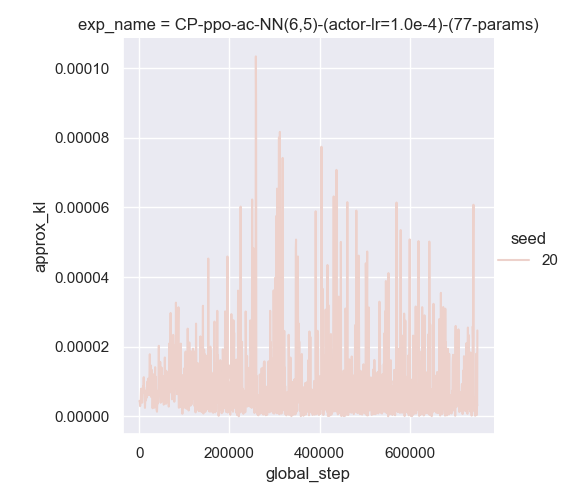 exp_name = CP-ppo-ac-NN(6,5)-(actor-lr=1.0e-4)-(77-params)
0.00010
0.00008
0.00006
0.00004
0.00002
0.00000
approx_kl
seed
20
0
200000
400000
600000
global_step